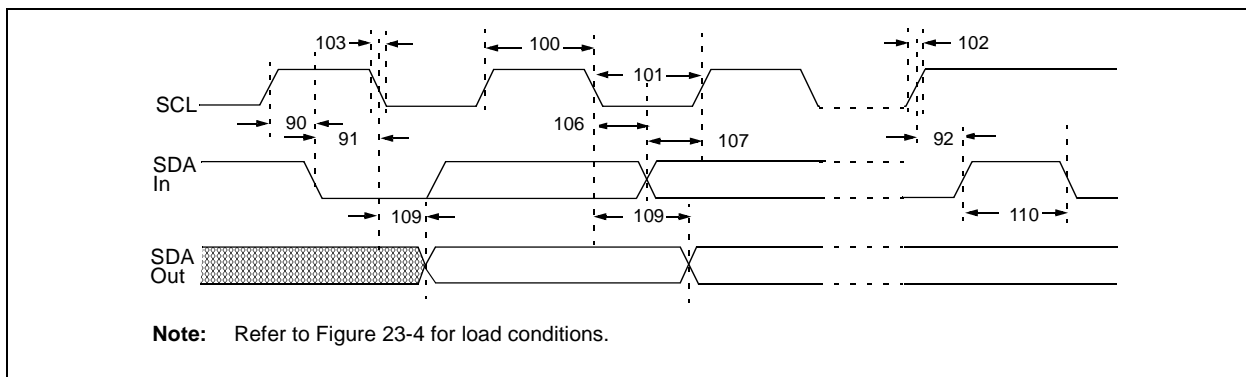 103
100
102
101
SCL
90
106
91
107
92
SDA
In
109
109
110
SDA
Out
Note: Refer to Figure 23-4 for load conditions.